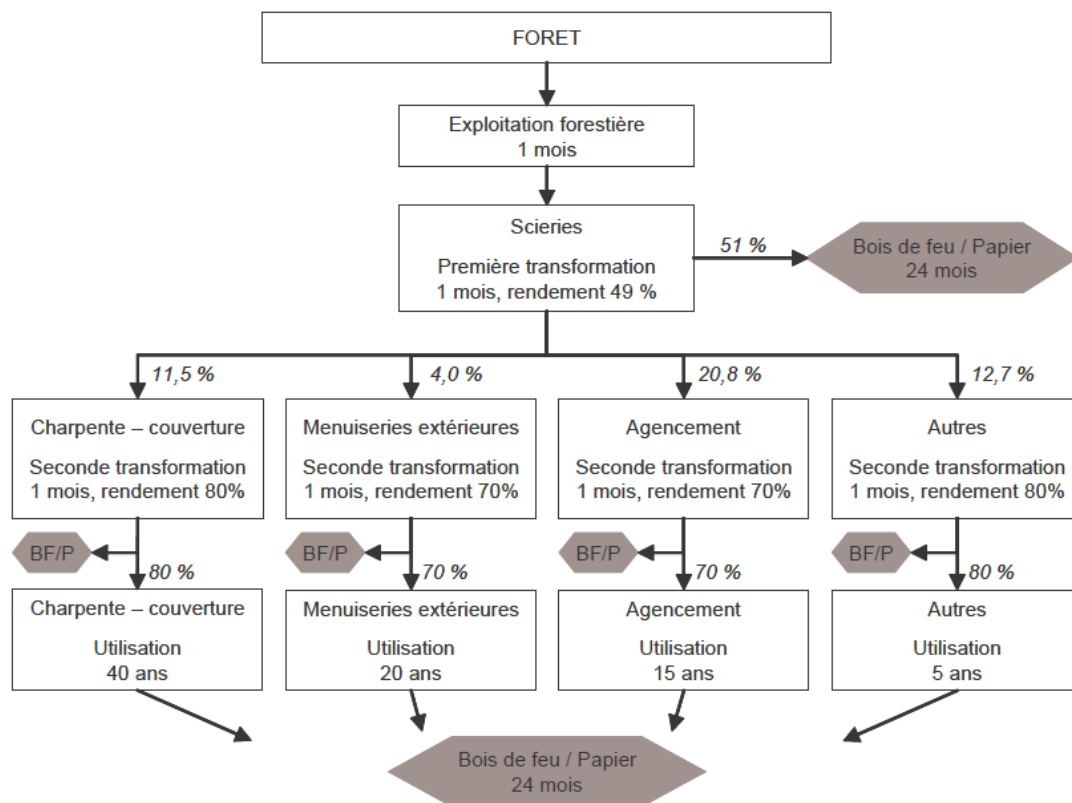 FORET
Exploitation forestière
1 mois
Scieries
Première transformation
1 mois, rendement 49 %
51 %
Bois de feu / Papier
24 mois
11,5 %
4,0 %
20,8 %
12,7 %
Charpente – couverture
Seconde transformation
1 mois, rendement 80%
Menuiseries extérieures
Seconde transformation
1 mois, rendement 70%
Agencement
Seconde transformation
1 mois, rendement 70%
Autres
Seconde transformation
1 mois, rendement 80%
BF/P
80 %
BF/P
70 %
BF/P
70 %
BF/P
80 %
Charpente – couverture
Utilisation
40 ans
Menuiseries extérieures
Utilisation
20 ans
Agencement
Utilisation
15 ans
Autres
Utilisation
5 ans
Bois de feu / Papier
24 mois